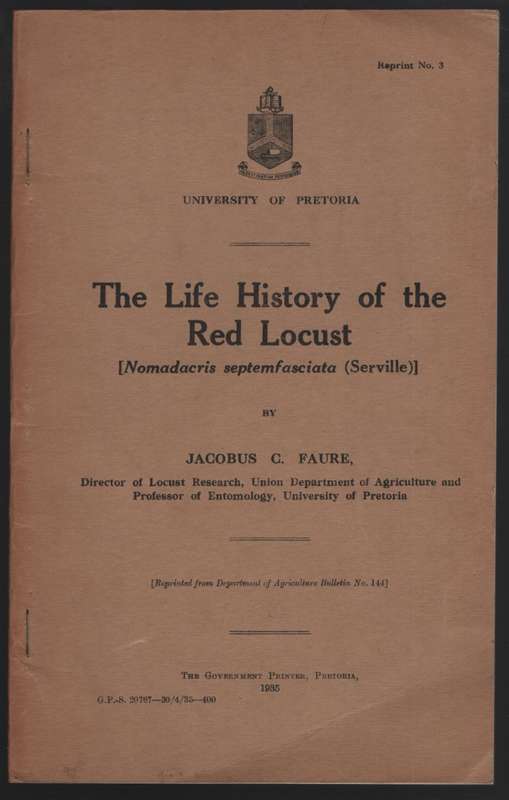 Reprint No. 3
UNIVERSITY OF PRETORIA
The Life History of the
Red Locust
[Nomadacris septemfasciata (Serville)]
BY
JACOBUS C. FAURE,
Director of Locust Research, Union Department of Agriculture and
Professor of Entomology, University of Pretoria
[Reprinted from Department of Agriculture Bulletin No. 144]
THE GOVERNMENT PRINTER, PRETORIA,
1935
G.P.-S. 20767—30/4/35—400